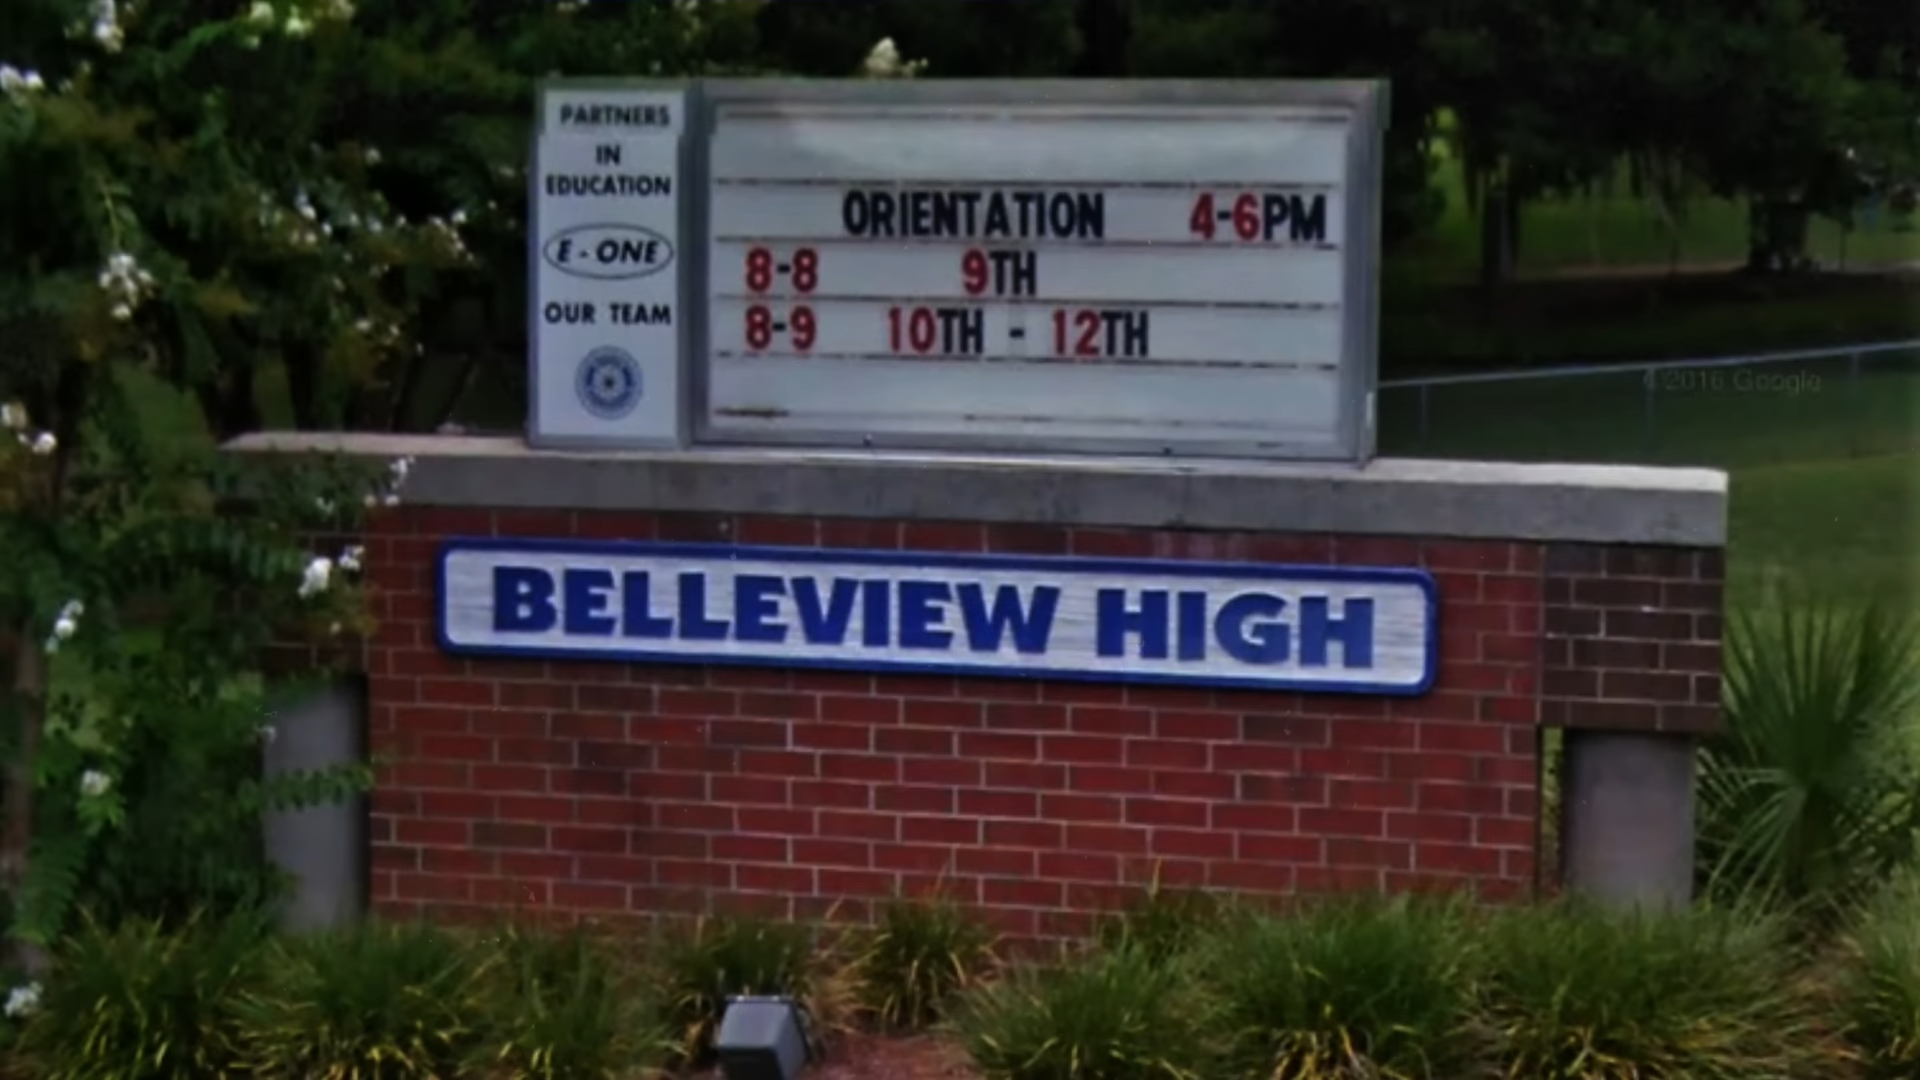 PARTNERS
IN
EDUCATION
E - ONE
OUR TEAM
ORIENTATION 4-6PM
8-8 9TH
8-9 10TH - 12TH
BELLEVIEW HIGH
2016 Google